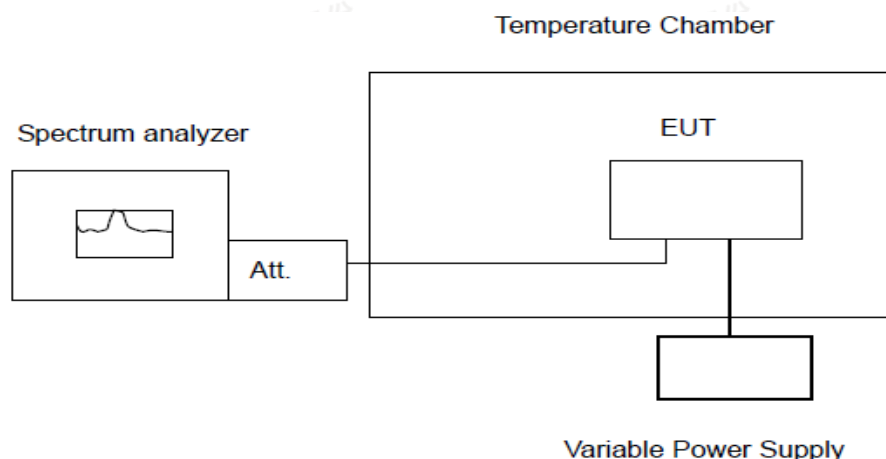 Temperature Chamber
Spectrum analyzer
EUT
Att.
Variable Power Supply